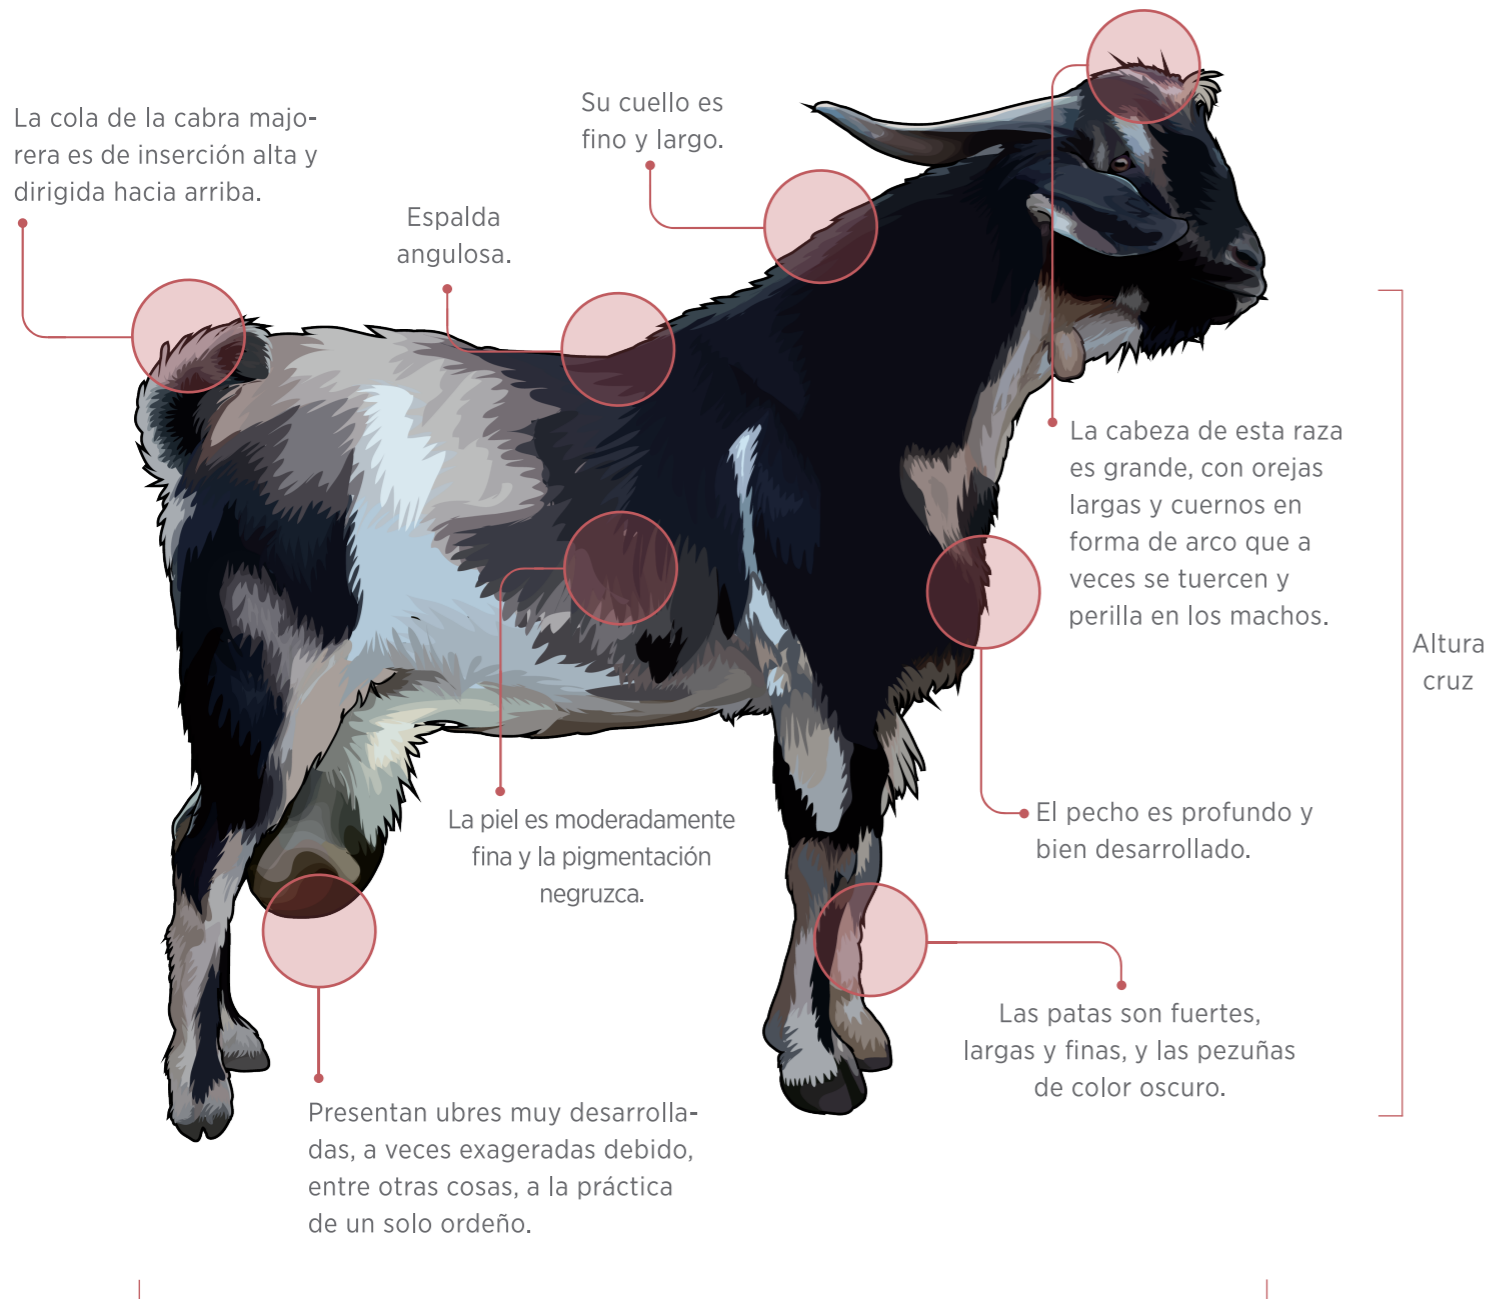 La cola de la cabra majo-
rera es de inserción alta y
dirigida hacia arriba.
Su cuello es
fino y largo.
Espalda
angulosa.
La cabeza de esta raza
es grande, con orejas
largas y cuernos en
forma de arco que a
veces se tuercen y
perilla en los machos.
Altura
cruz
La piel es moderadamente
fina y la pigmentación
negruzca.
El pecho es profundo y
bien desarrollado.
Las patas son fuertes,
largas y finas, y las pezuñas
de color oscuro.
Presentan ubres muy desarrolla-
das, a veces exageradas debido,
entre otras cosas, a la práctica
de un solo ordeño.